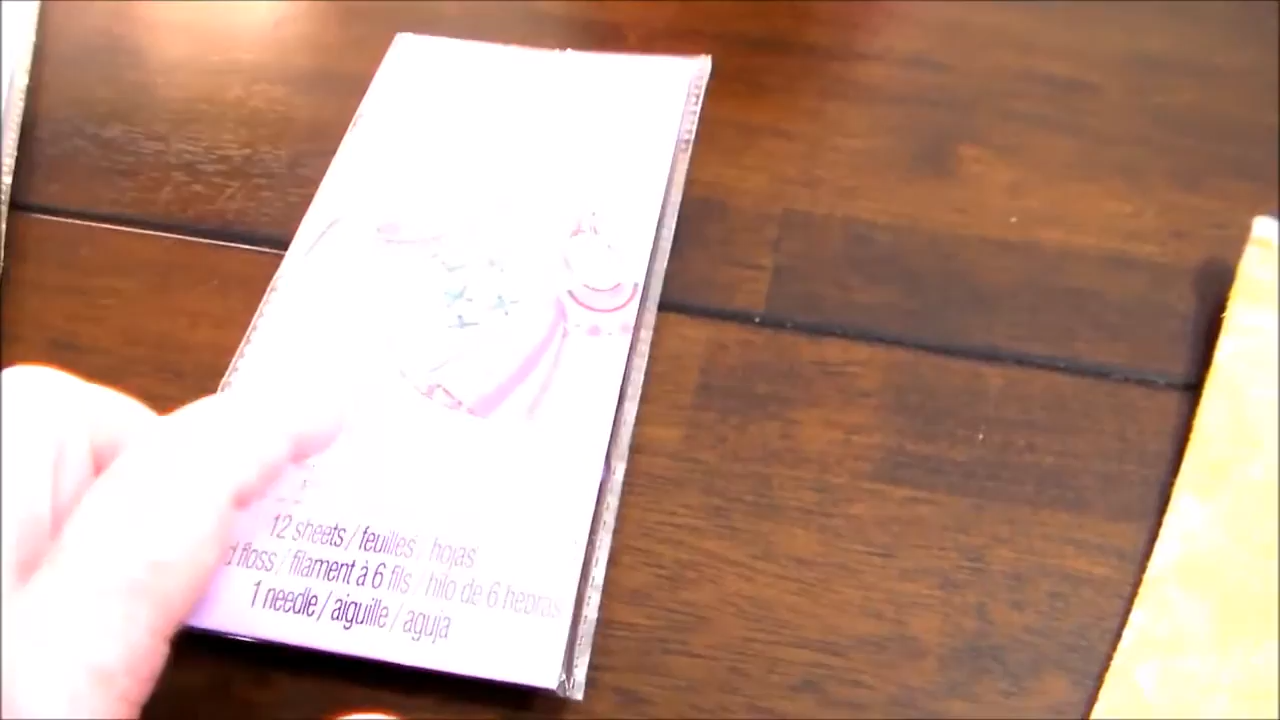 12 sheets / feuilles / hojas
floss / filament à 6 fils / hilo de 6 hebras
1 needle / aiguille / aguja